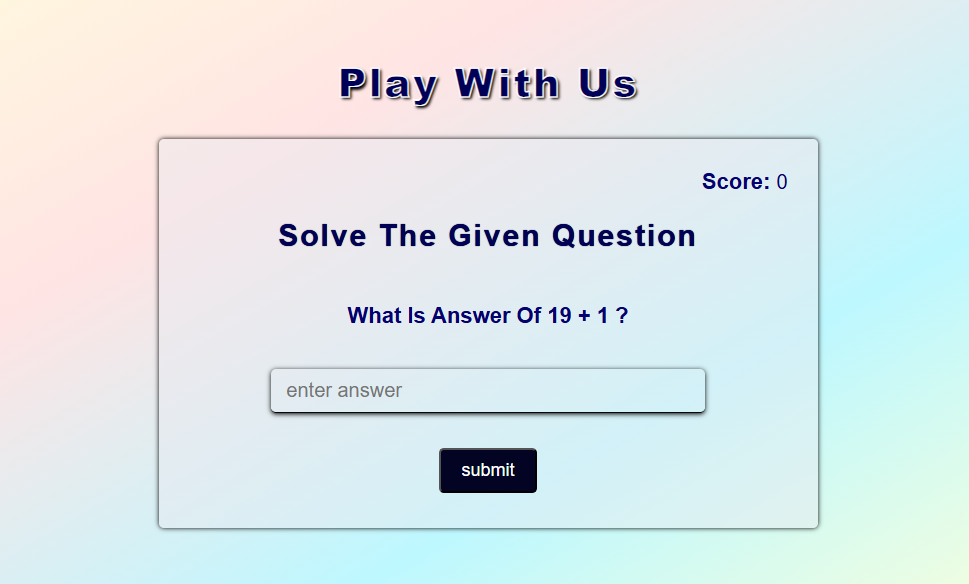 Play With Us
Score: 0
Solve The Given Question
What Is Answer Of 19 + 1 ?
enter answer
submit